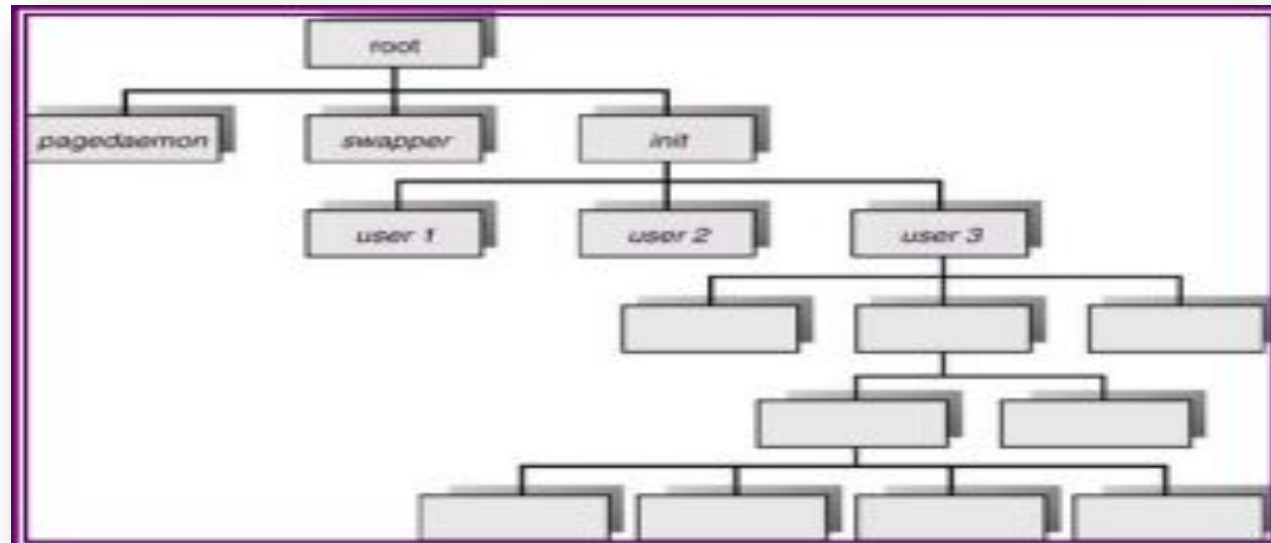 root
pagedaemon swapper init
user 1 user 2 user 3